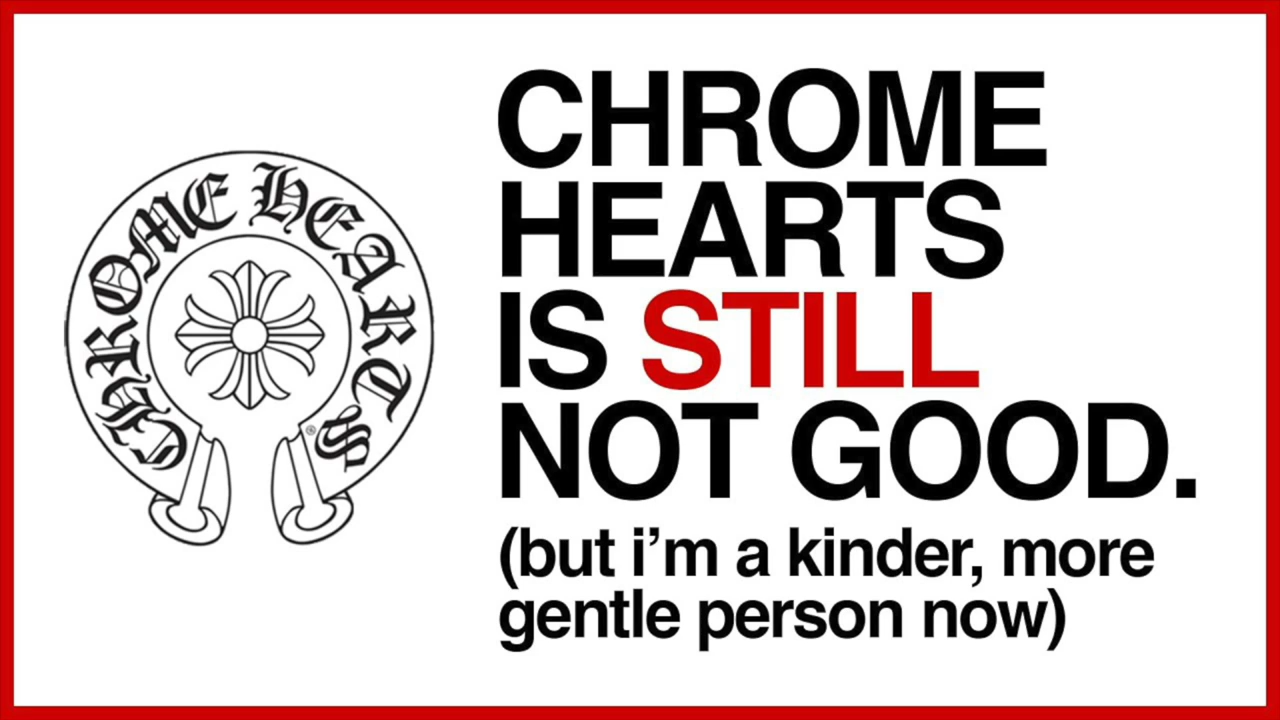 CHROME HEARTS
®
CHROME
HEARTS
IS STILL
NOT GOOD.
(but i’m a kinder, more
gentle person now)